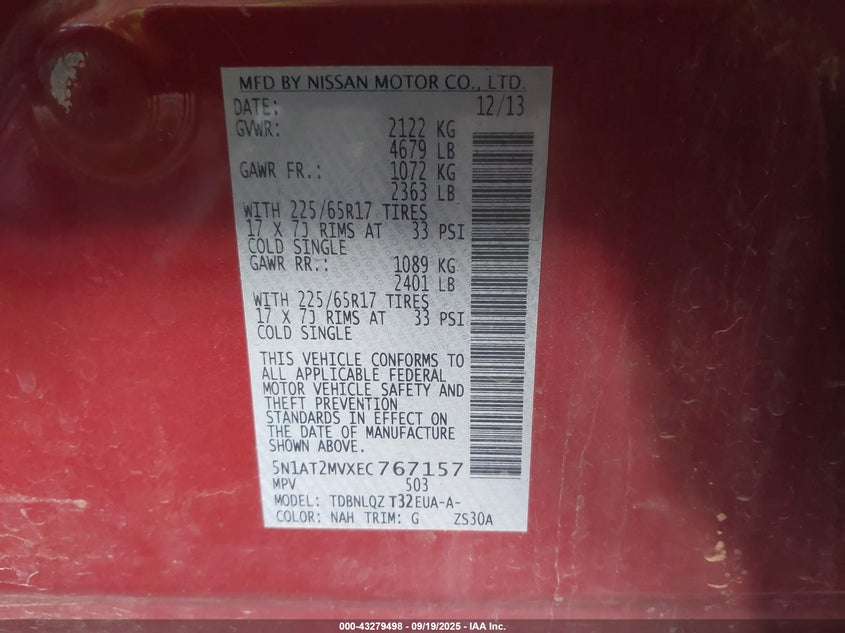 MFD BY NISSAN MOTOR CO., LTD.
DATE: 12/13
GVWR: 2122 KG
4679 LB
GAWR FR.: 1072 KG
2363 LB
WITH 225/65R17 TIRES
17 X 7J RIMS AT 33 PSI
COLD SINGLE
GAWR RR.: 1089 KG
2401 LB
WITH 225/65R17 TIRES
17 X 7J RIMS AT 33 PSI
COLD SINGLE
THIS VEHICLE CONFORMS TO
ALL APPLICABLE FEDERAL
MOTOR VEHICLE SAFETY AND
THEFT PREVENTION
STANDARDS IN EFFECT ON
THE DATE OF MANUFACTURE
SHOWN ABOVE.
5N1AT2MVXEC767157
MPV 503
MODEL: TDBNLQZ T32EUA-A-
COLOR: NAH TRIM: G ZS30A
000-43279498 - 09/19/2025 - IAA Inc.